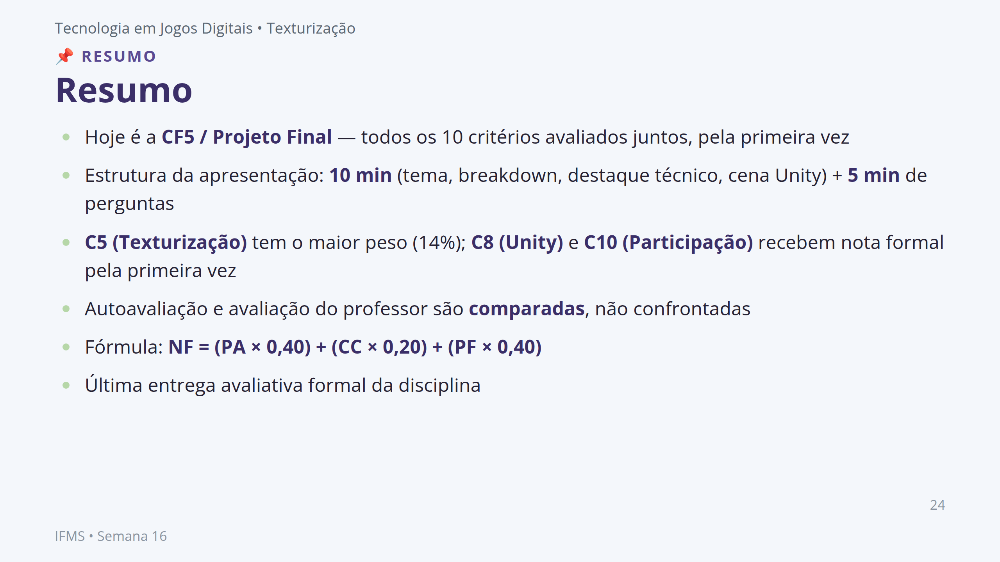 Tecnologia em Jogos Digitais • Texturização
📌 RESUMO
Resumo
• Hoje é a CF5 / Projeto Final — todos os 10 critérios avaliados juntos, pela primeira vez
• Estrutura da apresentação: 10 min (tema, breakdown, destaque técnico, cena Unity) + 5 min de
perguntas
• C5 (Texturização) tem o maior peso (14%); C8 (Unity) e C10 (Participação) recebem nota formal
pela primeira vez
• Autoavaliação e avaliação do professor são comparadas, não confrontadas
• Fórmula: NF = (PA × 0,40) + (CC × 0,20) + (PF × 0,40)
• Última entrega avaliativa formal da disciplina
24
IFMS • Semana 16